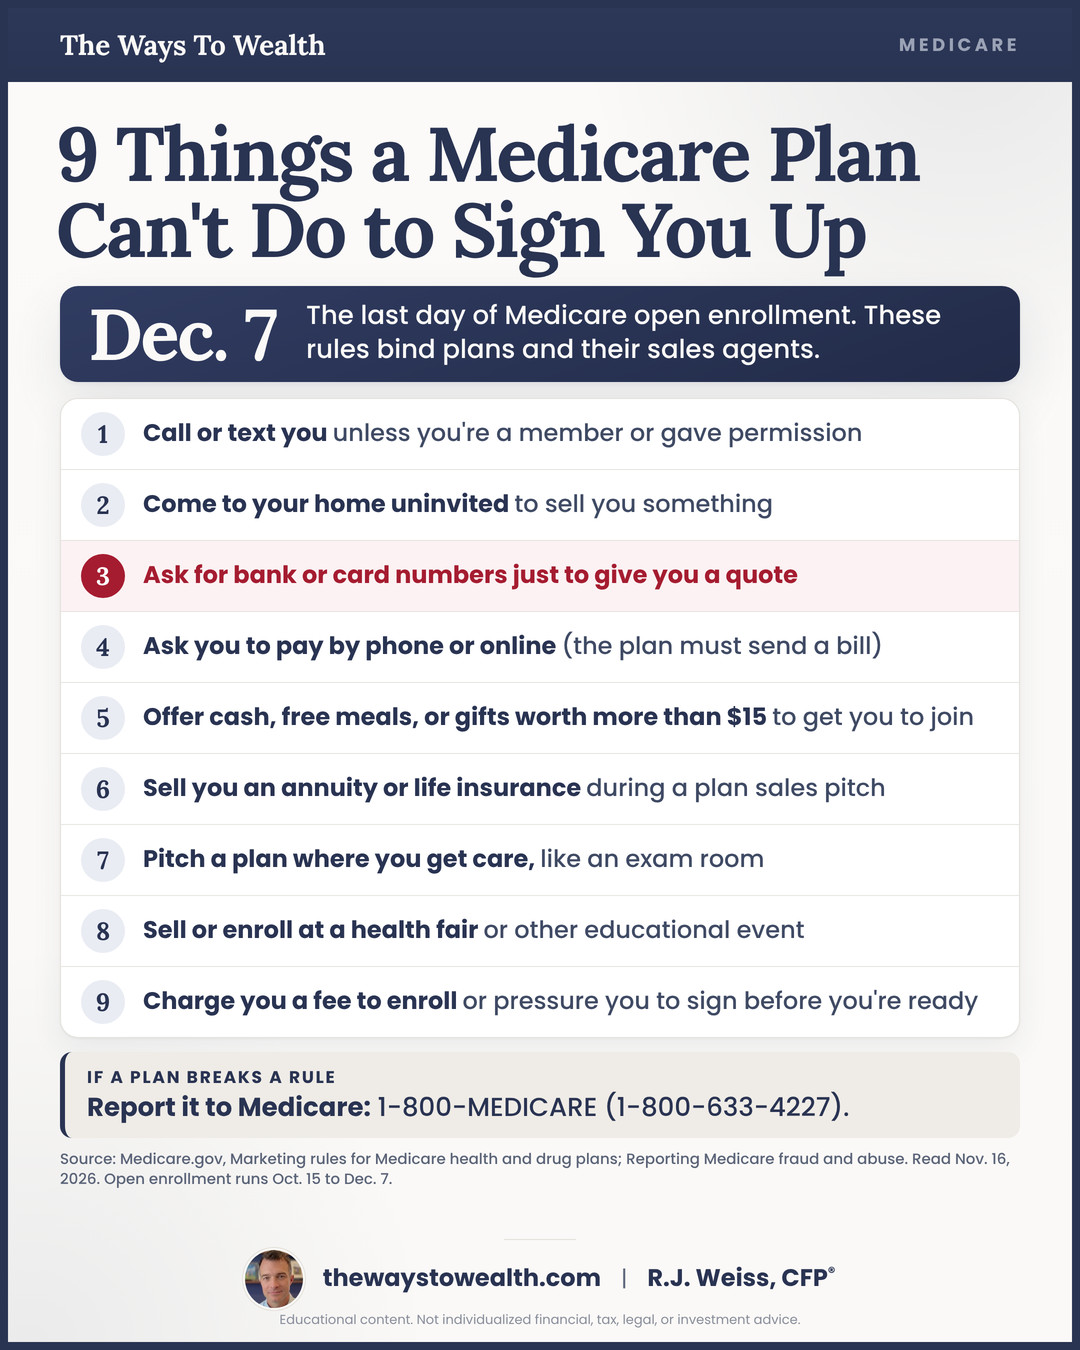 The Ways To Wealth
MEDICARE
9 Things a Medicare Plan
Can't Do to Sign You Up
Dec. 7
The last day of Medicare open enrollment. These
rules bind plans and their sales agents.
1 Call or text you unless you're a member or gave permission
2 Come to your home uninvited to sell you something
3 Ask for bank or card numbers just to give you a quote
4 Ask you to pay by phone or online (the plan must send a bill)
5 Offer cash, free meals, or gifts worth more than $15 to get you to join
6 Sell you an annuity or life insurance during a plan sales pitch
7 Pitch a plan where you get care, like an exam room
8 Sell or enroll at a health fair or other educational event
9 Charge you a fee to enroll or pressure you to sign before you're ready
IF A PLAN BREAKS A RULE
Report it to Medicare: 1-800-MEDICARE (1-800-633-4227).
Source: Medicare.gov, Marketing rules for Medicare health and drug plans; Reporting Medicare fraud and abuse. Read Nov. 16,
2026. Open enrollment runs Oct. 15 to Dec. 7.
thewaystowealth.com | R.J. Weiss, CFP®
Educational content. Not individualized financial, tax, legal, or investment advice.